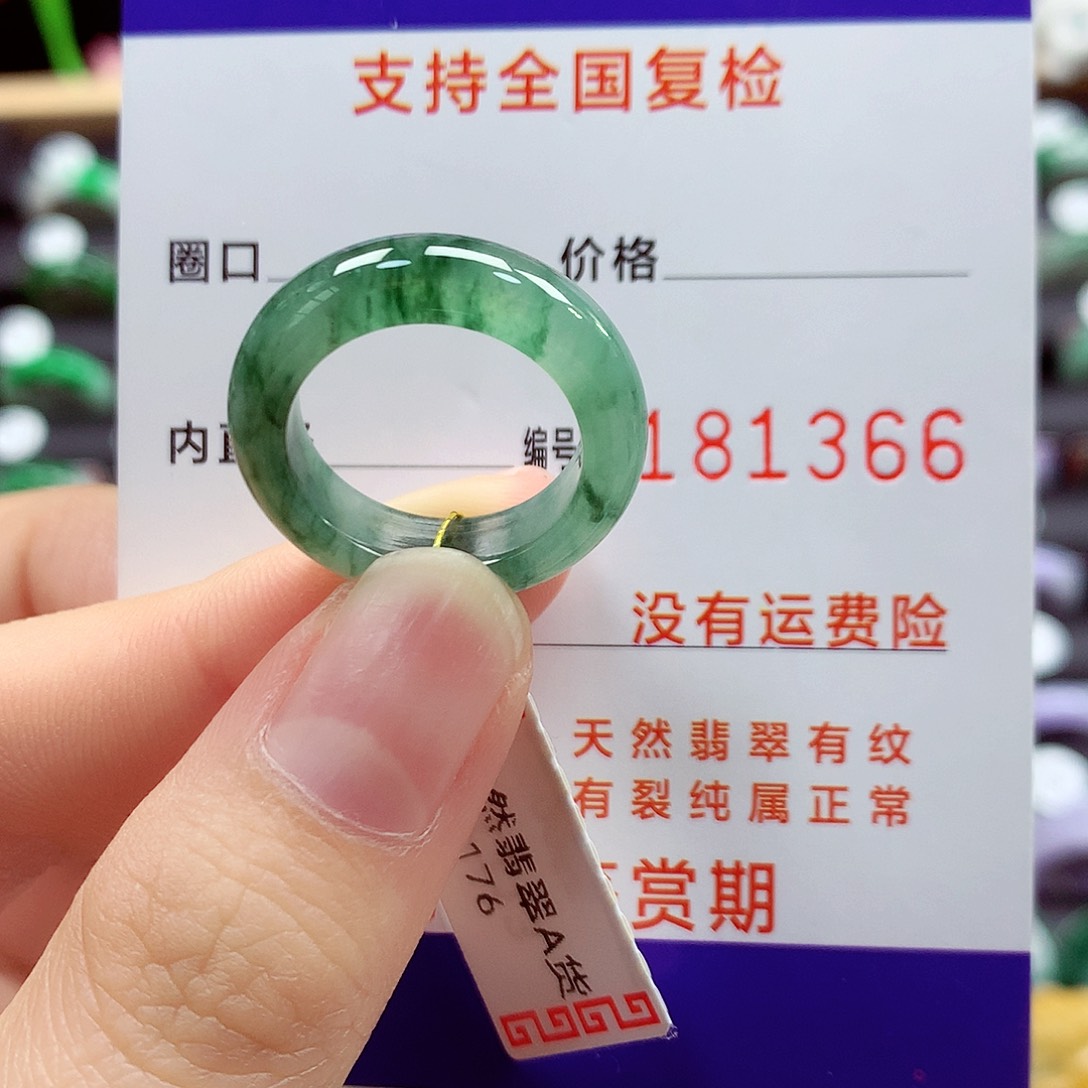 支持全国复检
圈口 价格
内直 编号 181366
没有运费险
天然翡翠有纹
有裂纯属正常
赏期
然翡翠A货
176